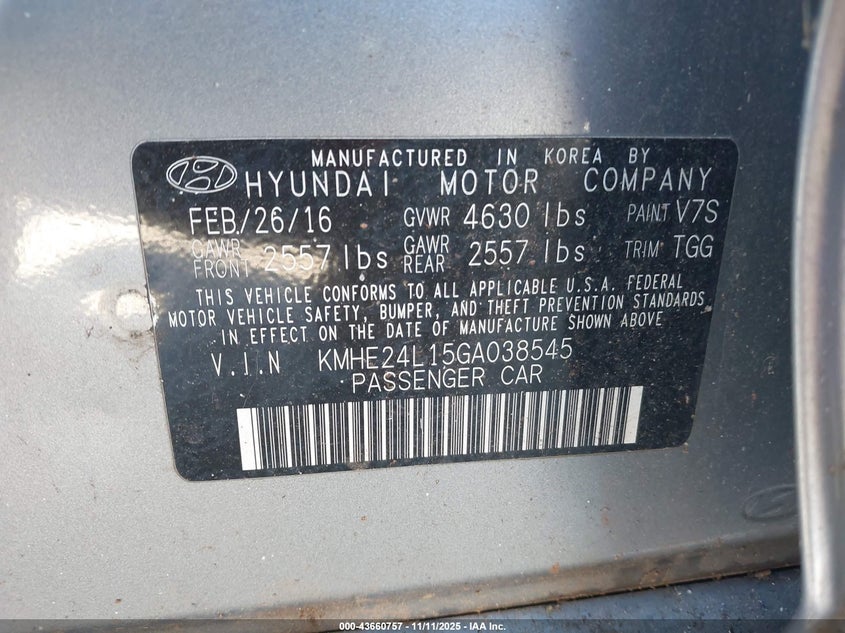 MANUFACTURED IN KOREA BY
HYUNDAI MOTOR COMPANY
FEB/26/16 GVWR 4630 lbs PAINT V7S
GAWR FRONT 2557 lbs GAWR REAR 2557 lbs TRIM TGG
THIS VEHICLE CONFORMS TO ALL APPLICABLE U.S.A. FEDERAL
MOTOR VEHICLE SAFETY, BUMPER, AND THEFT PREVENTION STANDARDS
IN EFFECT ON THE DATE OF MANUFACTURE SHOWN ABOVE
V.I.N KMHE24L15GA038545
PASSENGER CAR
000-43660757 - 11/11/2025 - IAA Inc.